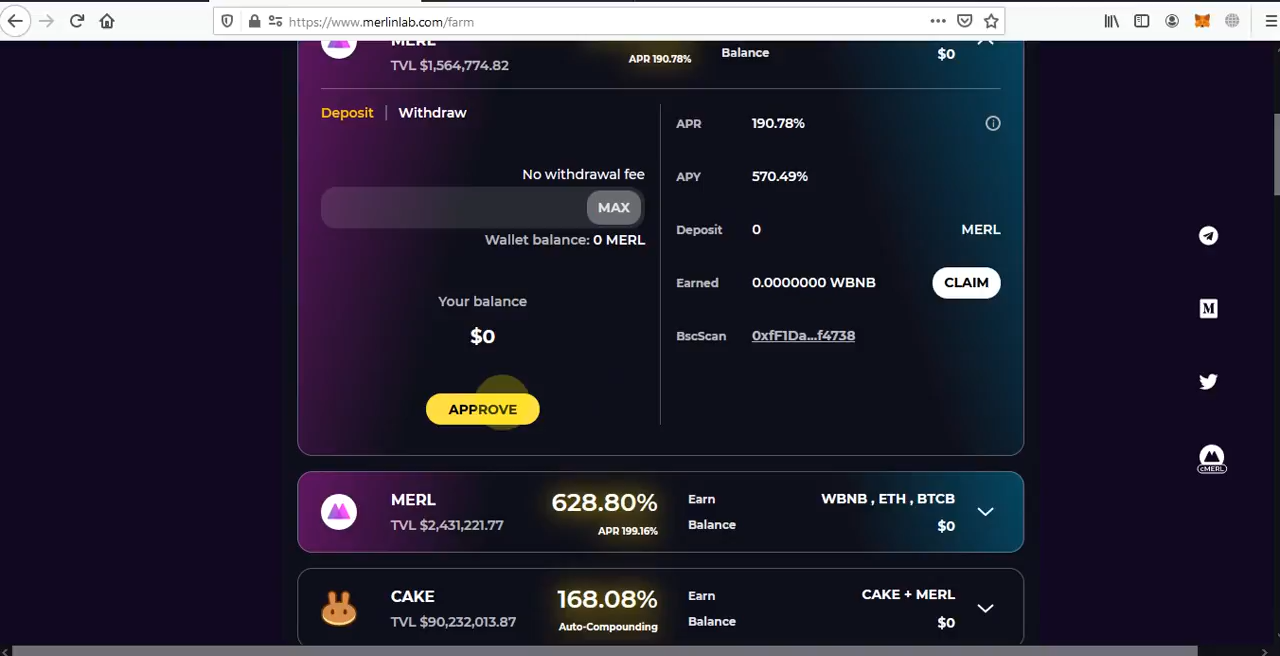 https://www.merlinlab.com/farm
MERL
TVL $1,564,774.82
APR 190.78%
Balance
$0
Deposit | Withdraw
No withdrawal fee
MAX
Wallet balance: 0 MERL
Your balance
$0
APPROVE
APR 190.78%
APY 570.49%
Deposit 0 MERL
Earned 0.0000000 WBNB CLAIM
BscScan 0xfF1Da...f4738
M
cMERL
MERL
TVL $2,431,221.77
628.80%
APR 199.16%
Earn WBNB , ETH , BTCB
Balance $0
CAKE
TVL $90,232,013.87
168.08%
Auto-Compounding
Earn CAKE + MERL
Balance $0